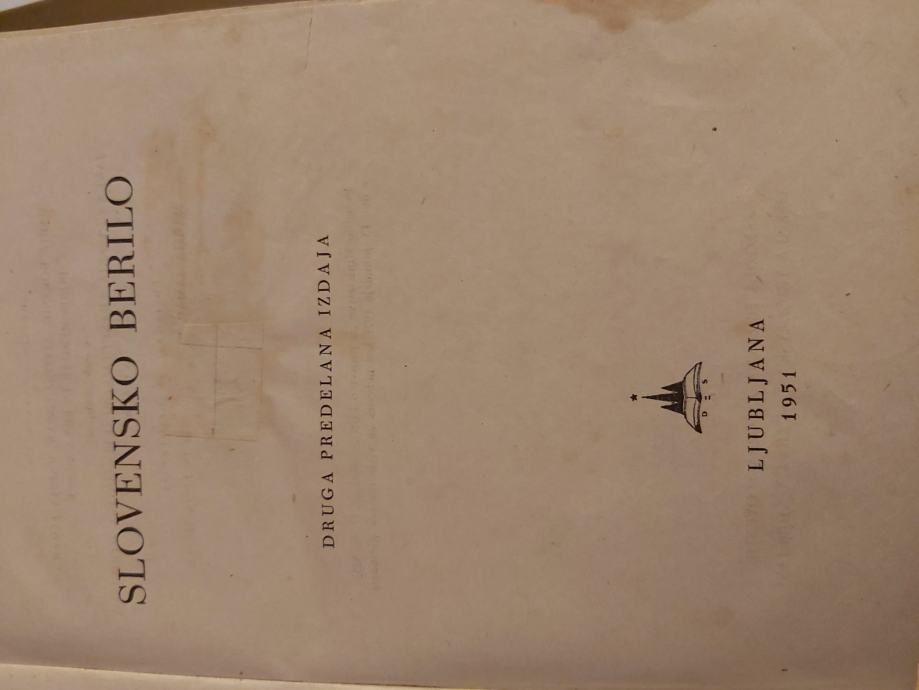 SLOVENSKO BERILO
DRUGA PREDELANA IZDAJA
D Z S
LJUBLJANA
1951